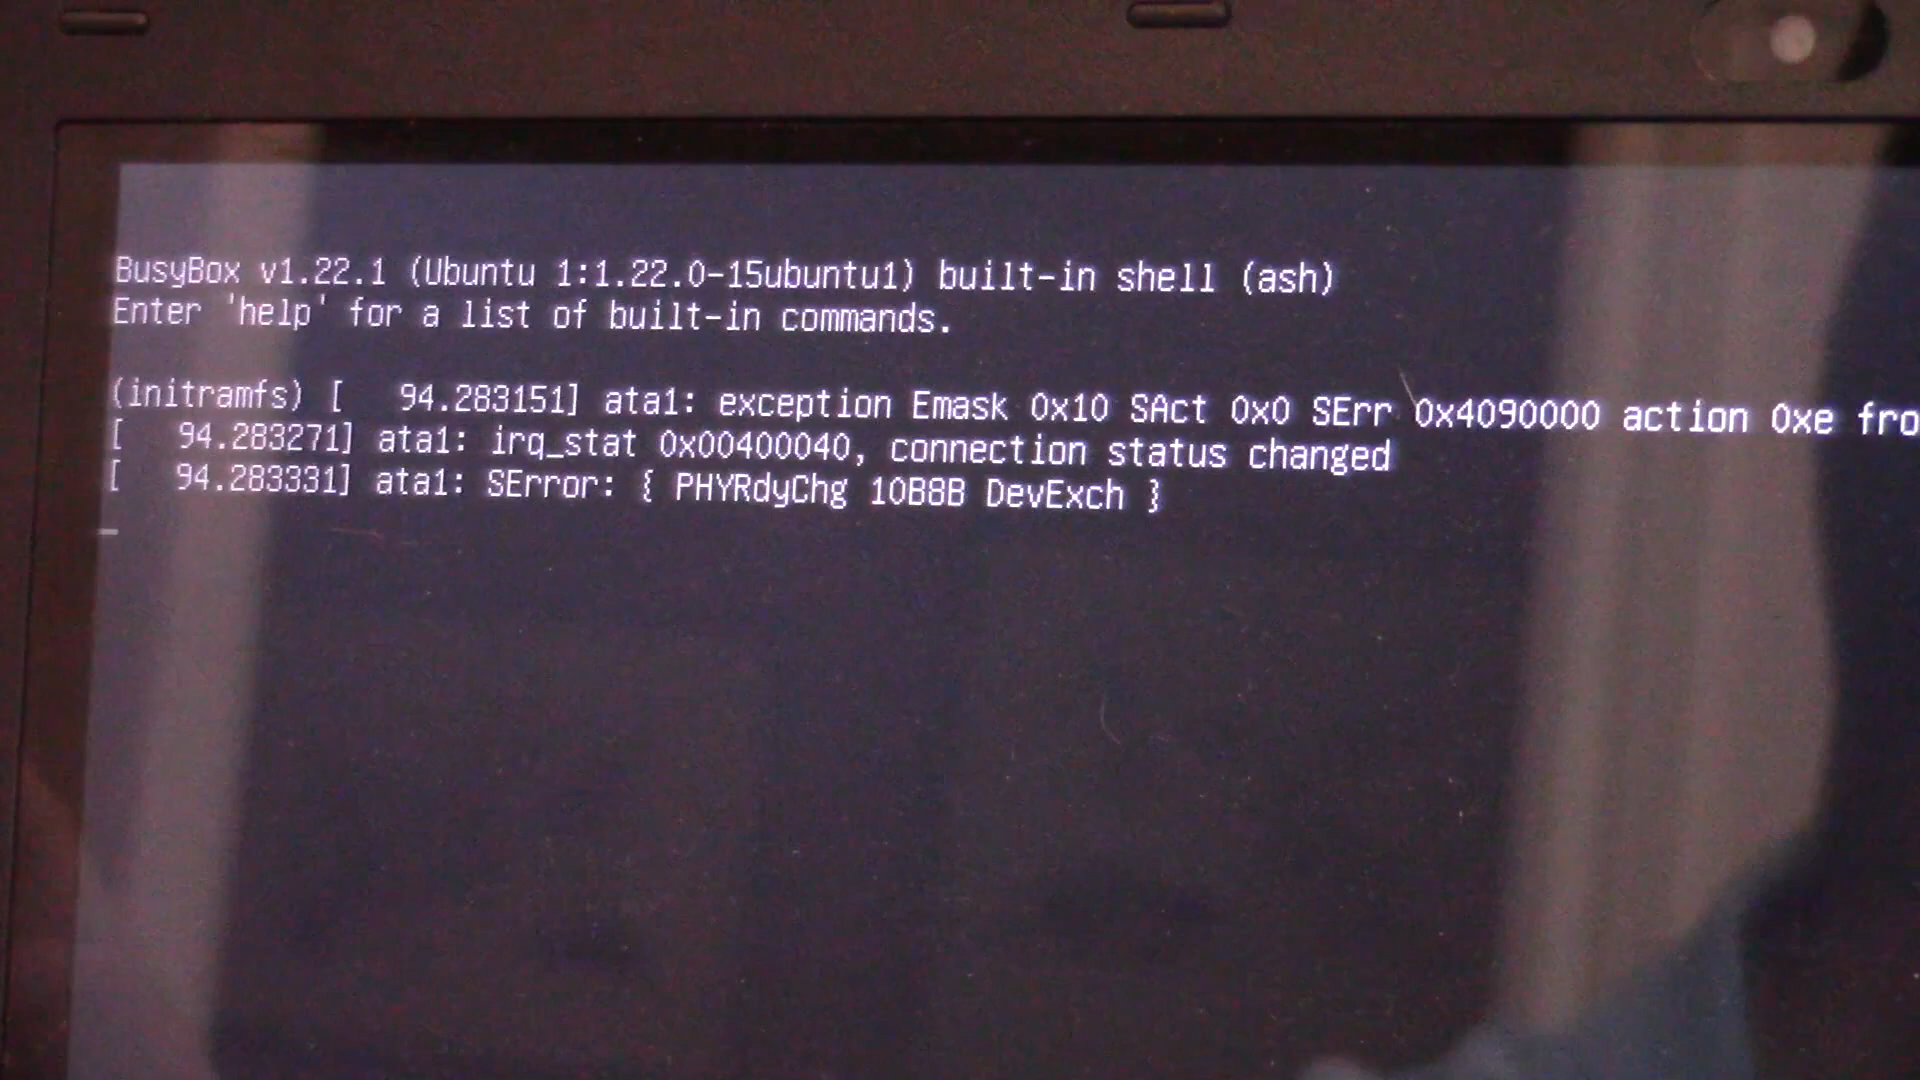 BusyBox v1.22.1 (Ubuntu 1:1.22.0-15ubuntu1) built-in shell (ash)
Enter 'help' for a list of built-in commands.
(initramfs) [   94.283151] ata1: exception Emask 0x10 SAct 0x0 SErr 0x4090000 action 0xe fro
[   94.283271] ata1: irq_stat 0x00400040, connection status changed
[   94.283331] ata1: SError: { PHYRdyChg 10B8B DevExch }